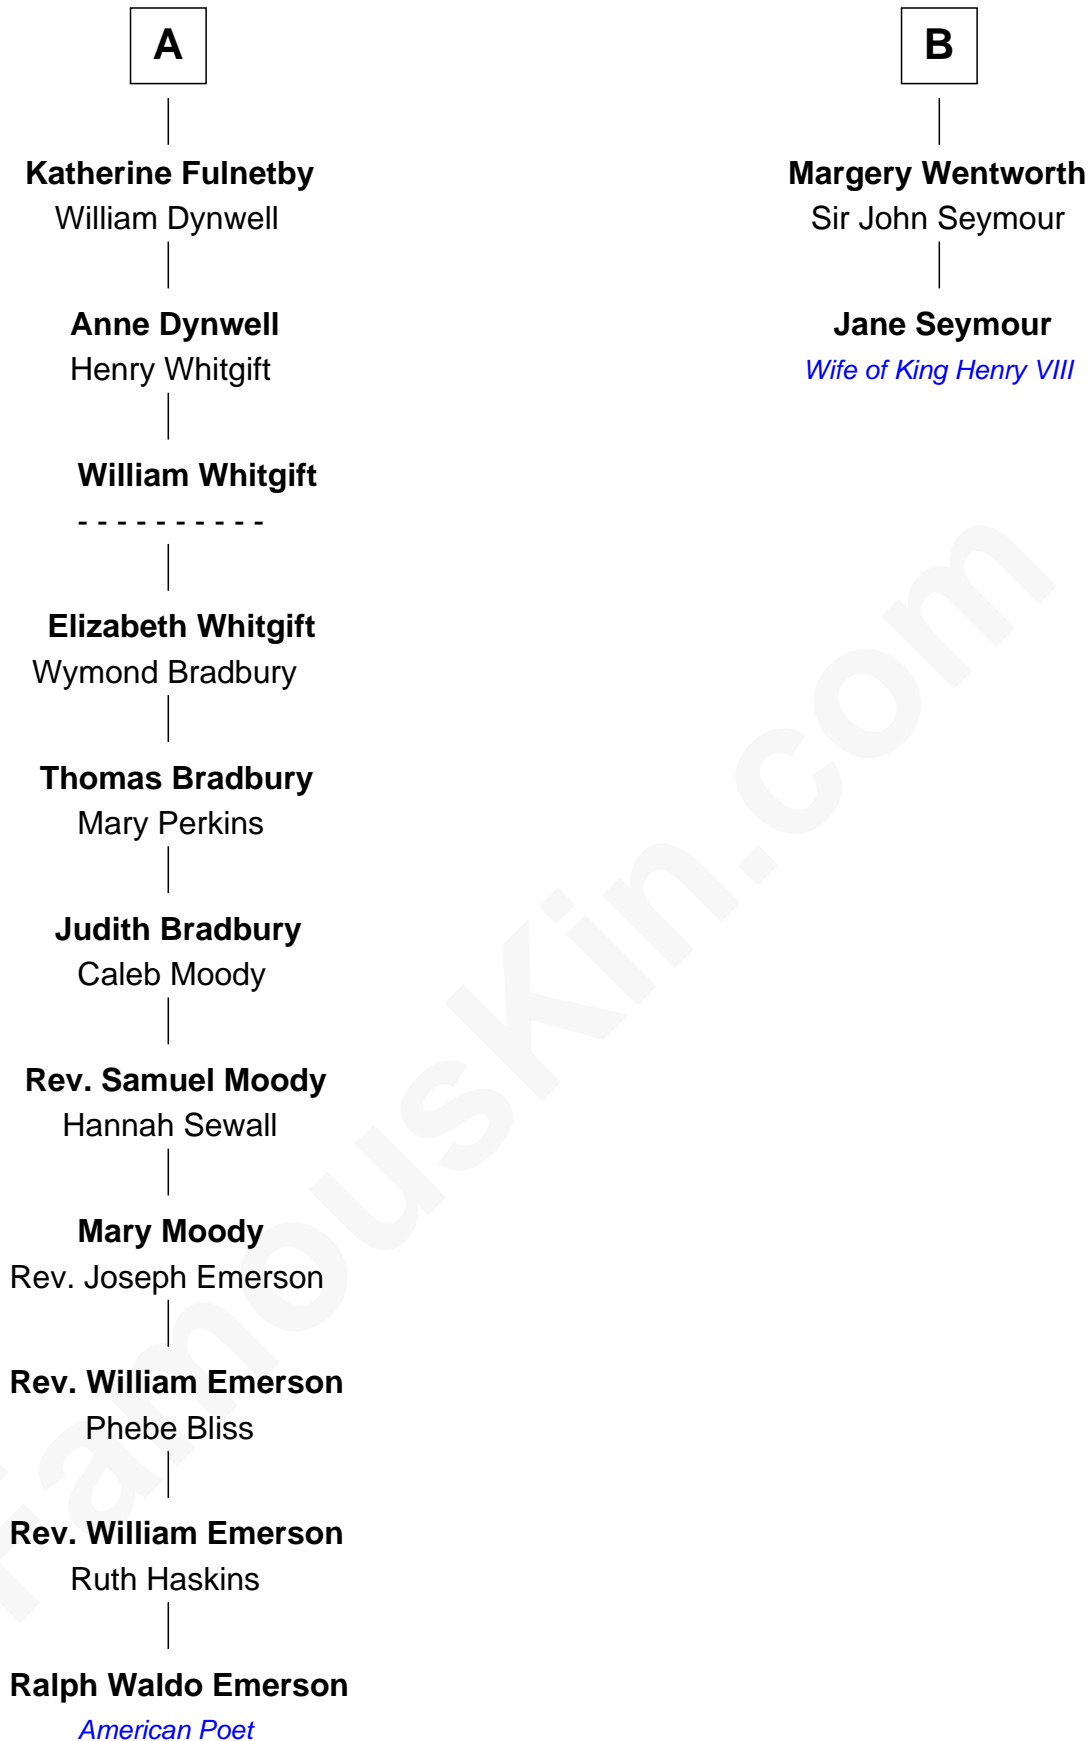 A
Katherine Fulnetby
William Dynwell
Anne Dynwell
Henry Whitgift
William Whitgift
- - - - - - - - - -
Elizabeth Whitgift
Wymond Bradbury
Thomas Bradbury
Mary Perkins
Judith Bradbury
Caleb Moody
Rev. Samuel Moody
Hannah Sewall
Mary Moody
Rev. Joseph Emerson
Rev. William Emerson
Phebe Bliss
Rev. William Emerson
Ruth Haskins
Ralph Waldo Emerson
American Poet
B
Margery Wentworth
Sir John Seymour
Jane Seymour
Wife of King Henry VIII
FamousKin.com